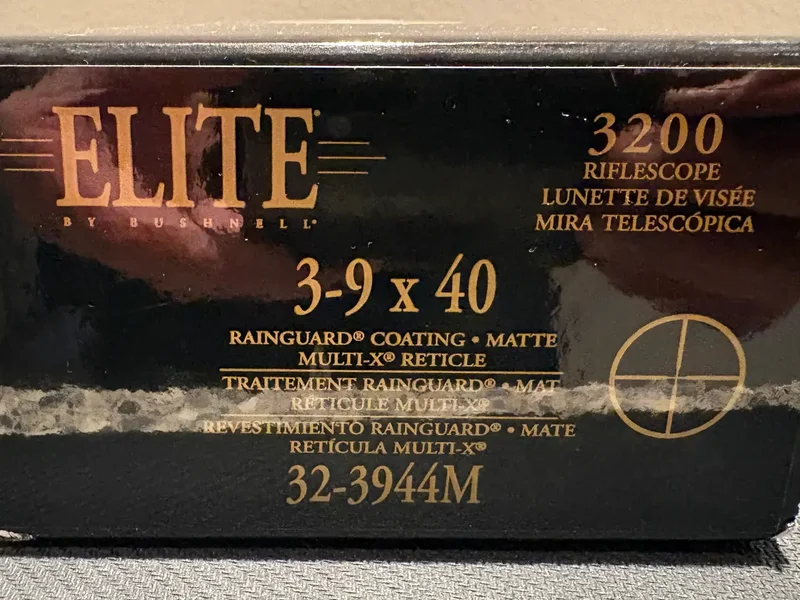 ELITE
BY BUSHNELL®
3200
RIFLESCOPE
LUNETTE DE VISÉE
MIRA TELESCÓPICA
3-9 x 40
RAINGUARD® COATING • MATTE
MULTI-X® RETICLE
TRAITEMENT RAINGUARD® • MAT
RÉTICULE MULTI-X®
REVESTIMIENTO RAINGUARD® • MATE
RETÍCULA MULTI-X®
32-3944M